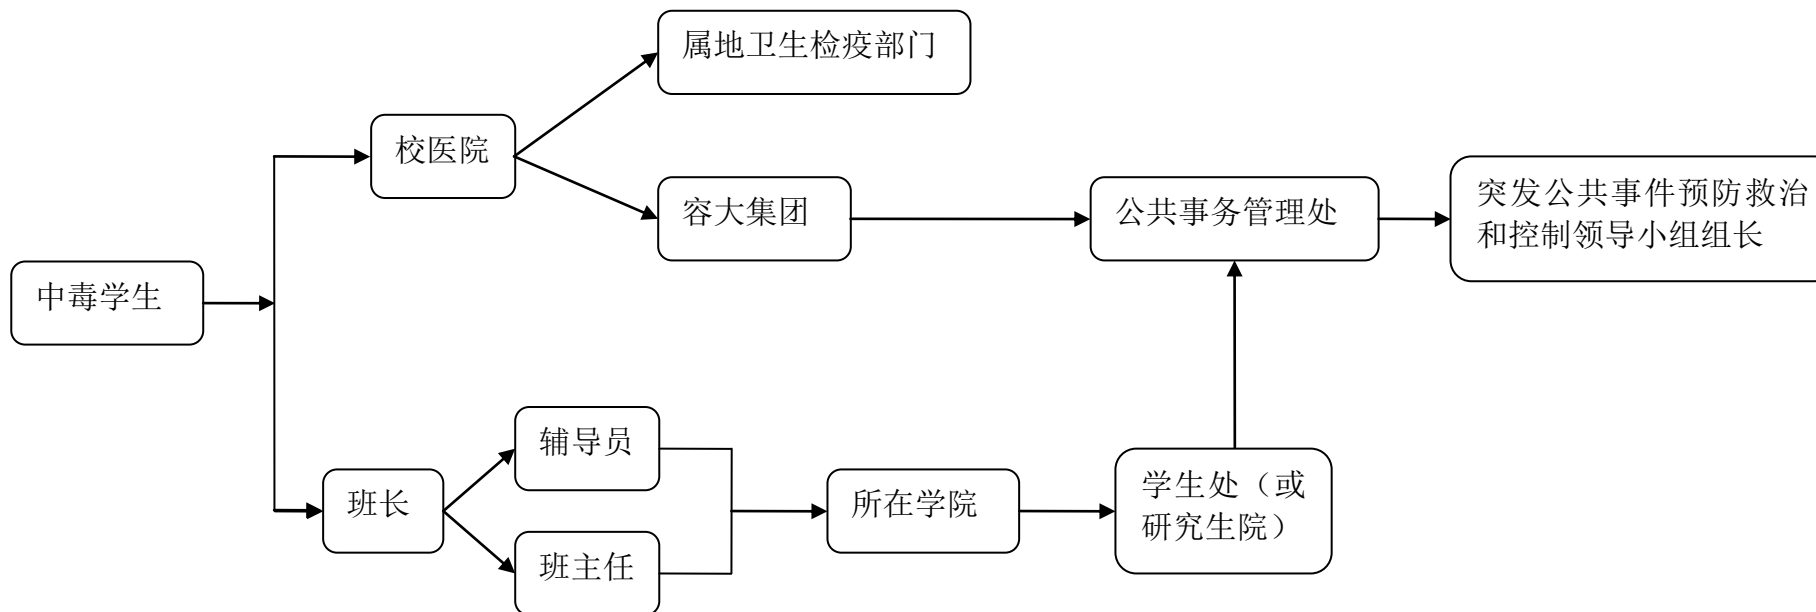 属地卫生检疫部门
校医院
容大集团
公共事务管理处
突发公共事件预防救治
和控制领导小组组长
中毒学生
辅导员
班长
班主任
所在学院
学生处（或
研究生院）